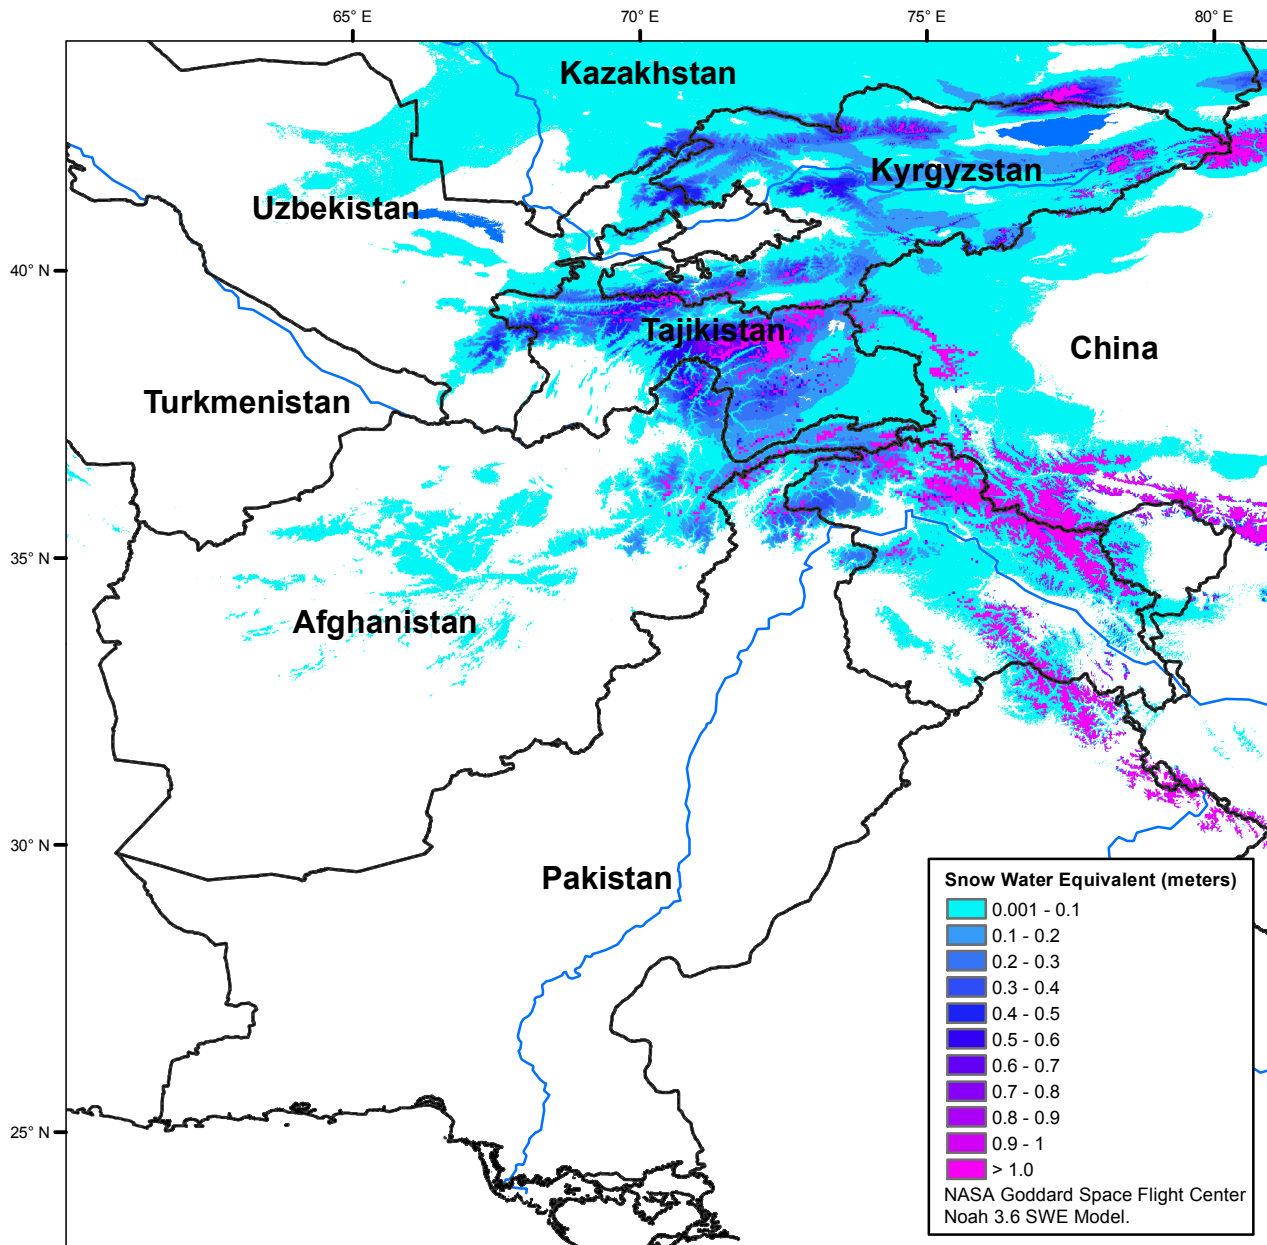 65° E
70° E
75° E
80° E
Kazakhstan
Kyrgyzstan
Uzbekistan
40° N
Tajikistan
China
Turkmenistan
35° N
Afghanistan
30° N
Pakistan
25° N
Snow Water Equivalent (meters)
0.001 - 0.1
0.1 - 0.2
0.2 - 0.3
0.3 - 0.4
0.4 - 0.5
0.5 - 0.6
0.6 - 0.7
0.7 - 0.8
0.8 - 0.9
0.9 - 1
> 1.0
NASA Goddard Space Flight Center
Noah 3.6 SWE Model.